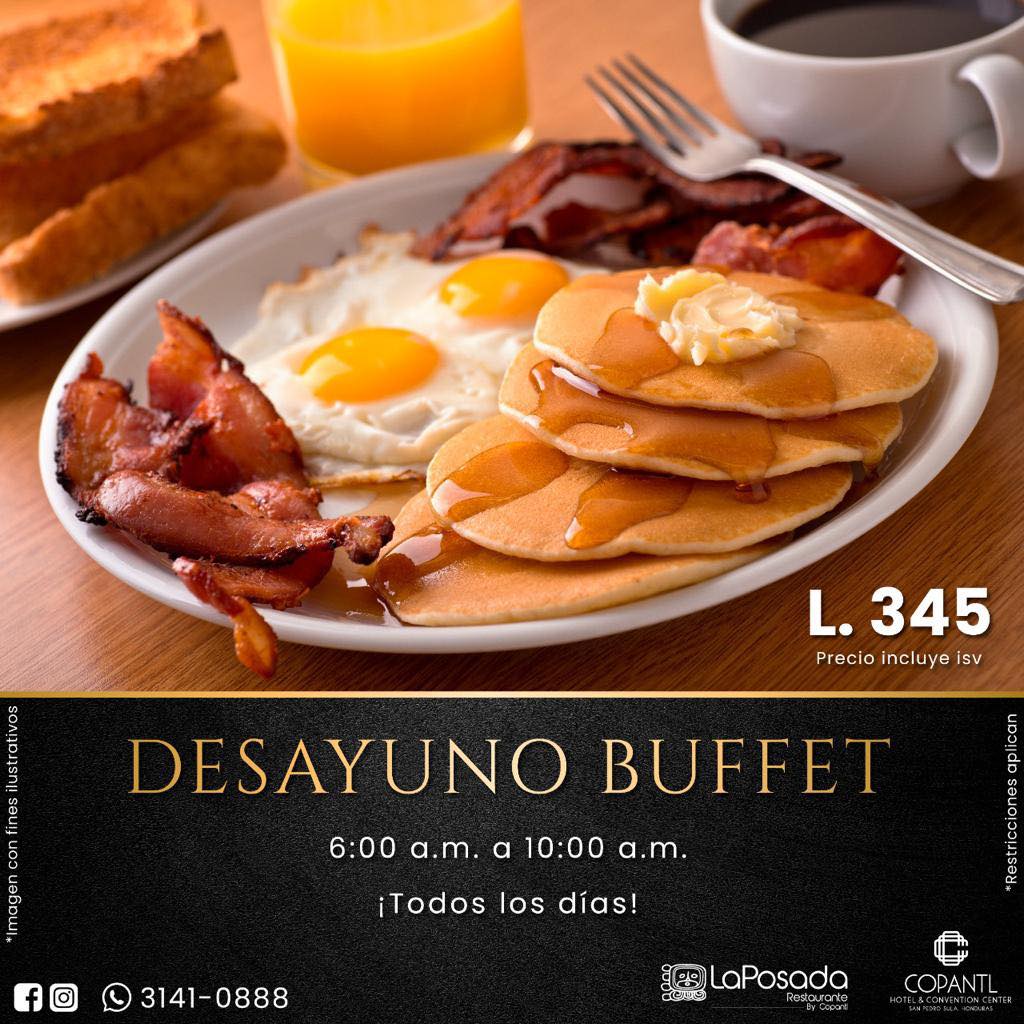 L. 345
Precio incluye isv
*Imagen con fines ilustrativos
*Restricciones aplican
DESAYUNO BUFFET
6:00 a.m. a 10:00 a.m.
¡Todos los días!
3141-0888
LaPosada
Restaurante
By Copantl
COPANTL
HOTEL & CONVENTION CENTER
SAN PEDRO SULA, HONDURAS